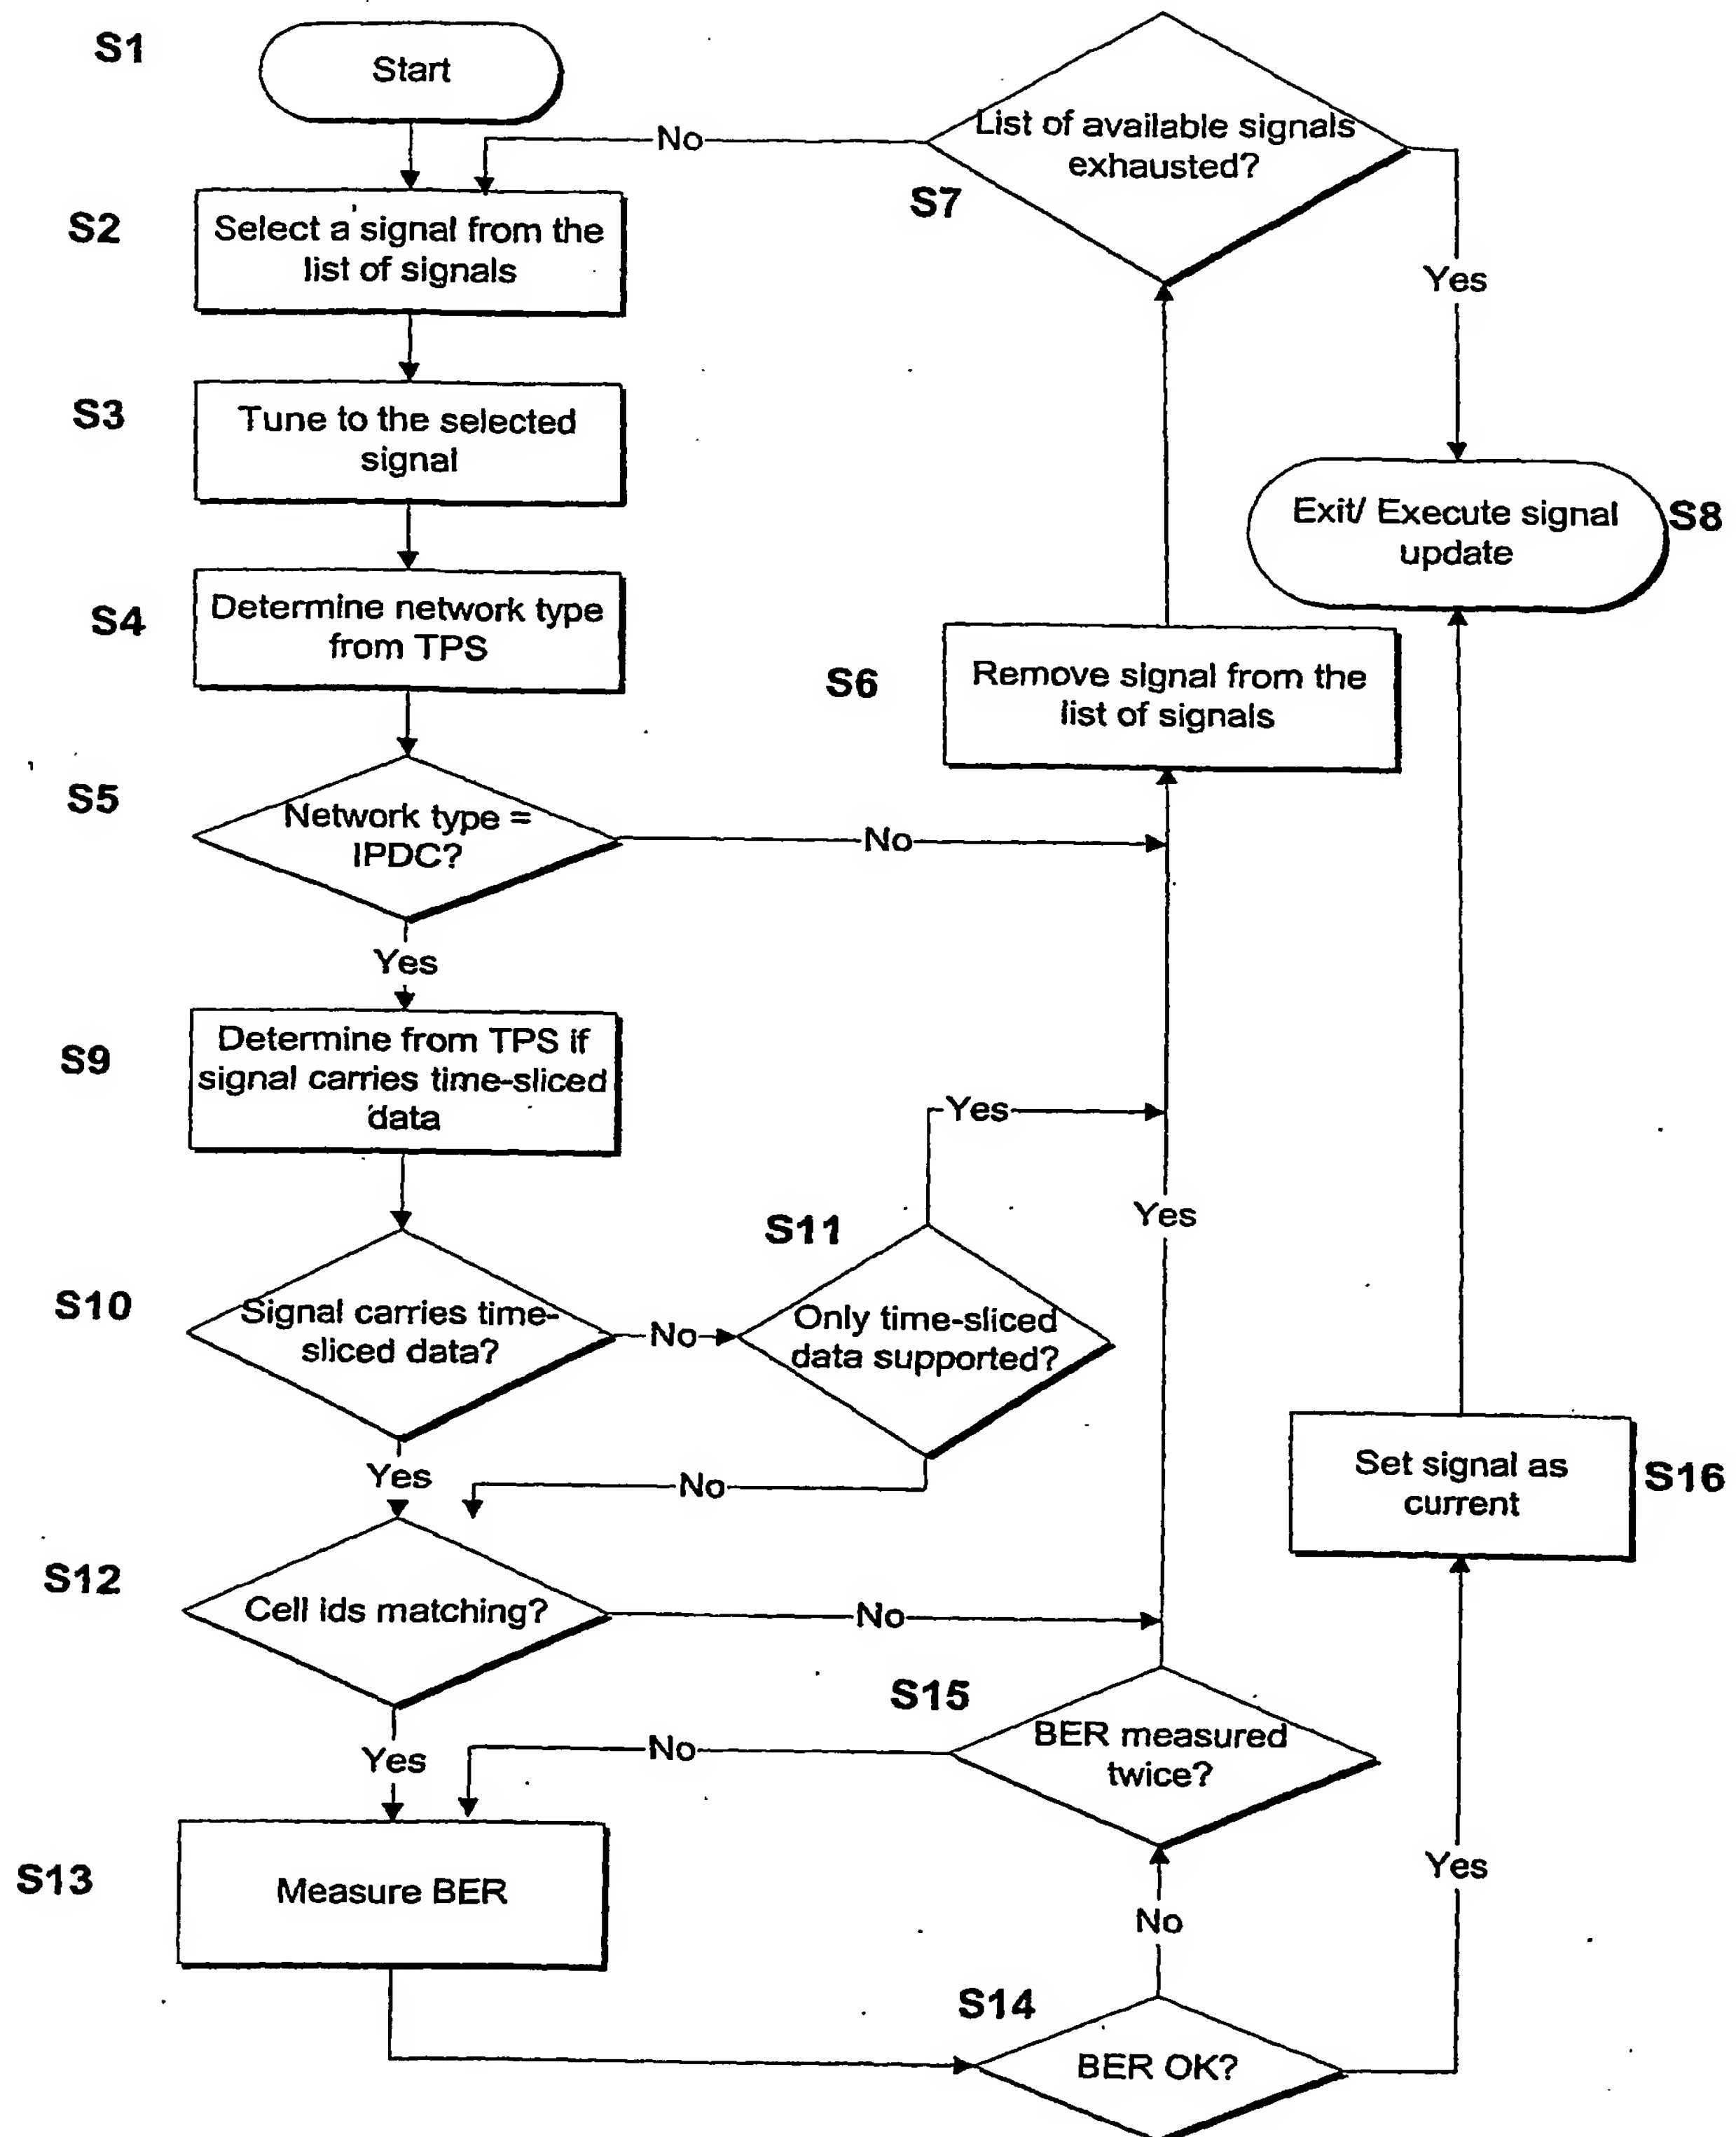 S1
Start
No
List of available signals
exhausted?
S7
Yes
S2
Select a signal from the
list of signals
S3
Tune to the selected
signal
Exit/ Execute signal
update
S8
S4
Determine network type
from TPS
S6
Remove signal from the
list of signals
S5
Network type =
IPDC?
No
Yes
S9
Determine from TPS if
signal carries time-sliced
data
Yes
Yes
S10
Signal carries time-
sliced data?
No
S11
Only time-sliced
data supported?
Yes
No
Set signal as
current
S16
S12
Cell ids matching?
No
Yes
S15
BER measured
twice?
No
S13
Measure BER
Yes
No
S14
BER OK?